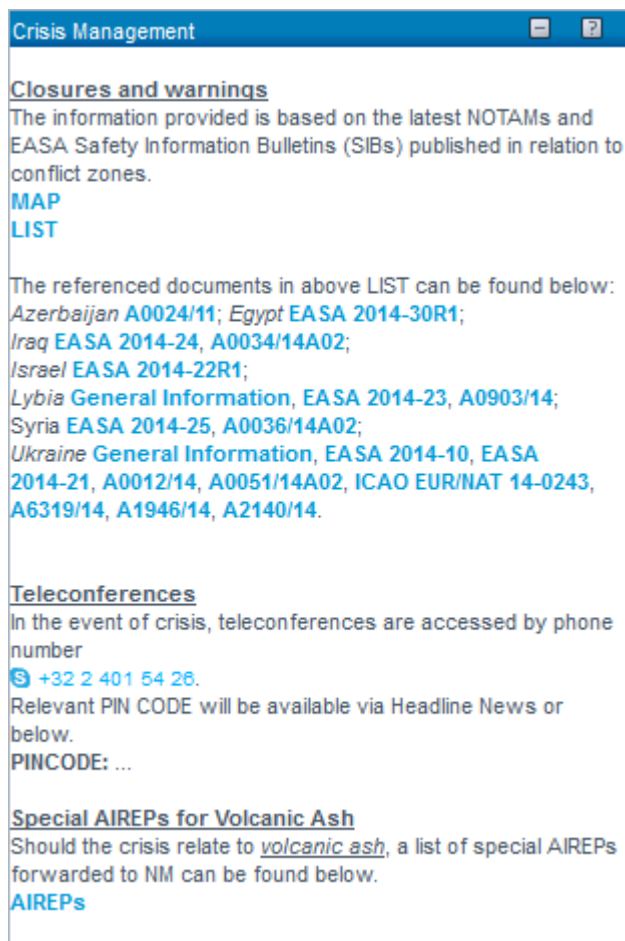 Crisis Management
Closures and warnings
The information provided is based on the latest NOTAMs and
EASA Safety Information Bulletins (SIBs) published in relation to
conflict zones.
MAP
LIST
The referenced documents in above LIST can be found below:
Azerbaijan A0024/11; Egypt EASA 2014-30R1;
Iraq EASA 2014-24, A0034/14A02;
Israel EASA 2014-22R1;
Lybia General Information, EASA 2014-23, A0903/14;
Syria EASA 2014-25, A0036/14A02;
Ukraine General Information, EASA 2014-10, EASA
2014-21, A0012/14, A0051/14A02, ICAO EUR/NAT 14-0243,
A6319/14, A1946/14, A2140/14.
Teleconferences
In the event of crisis, teleconferences are accessed by phone
number
+32 2 401 54 26.
Relevant PIN CODE will be available via Headline News or
below.
PINCODE: ...
Special AIREPs for Volcanic Ash
Should the crisis relate to volcanic ash, a list of special AIREPs
forwarded to NM can be found below.
AIREPs